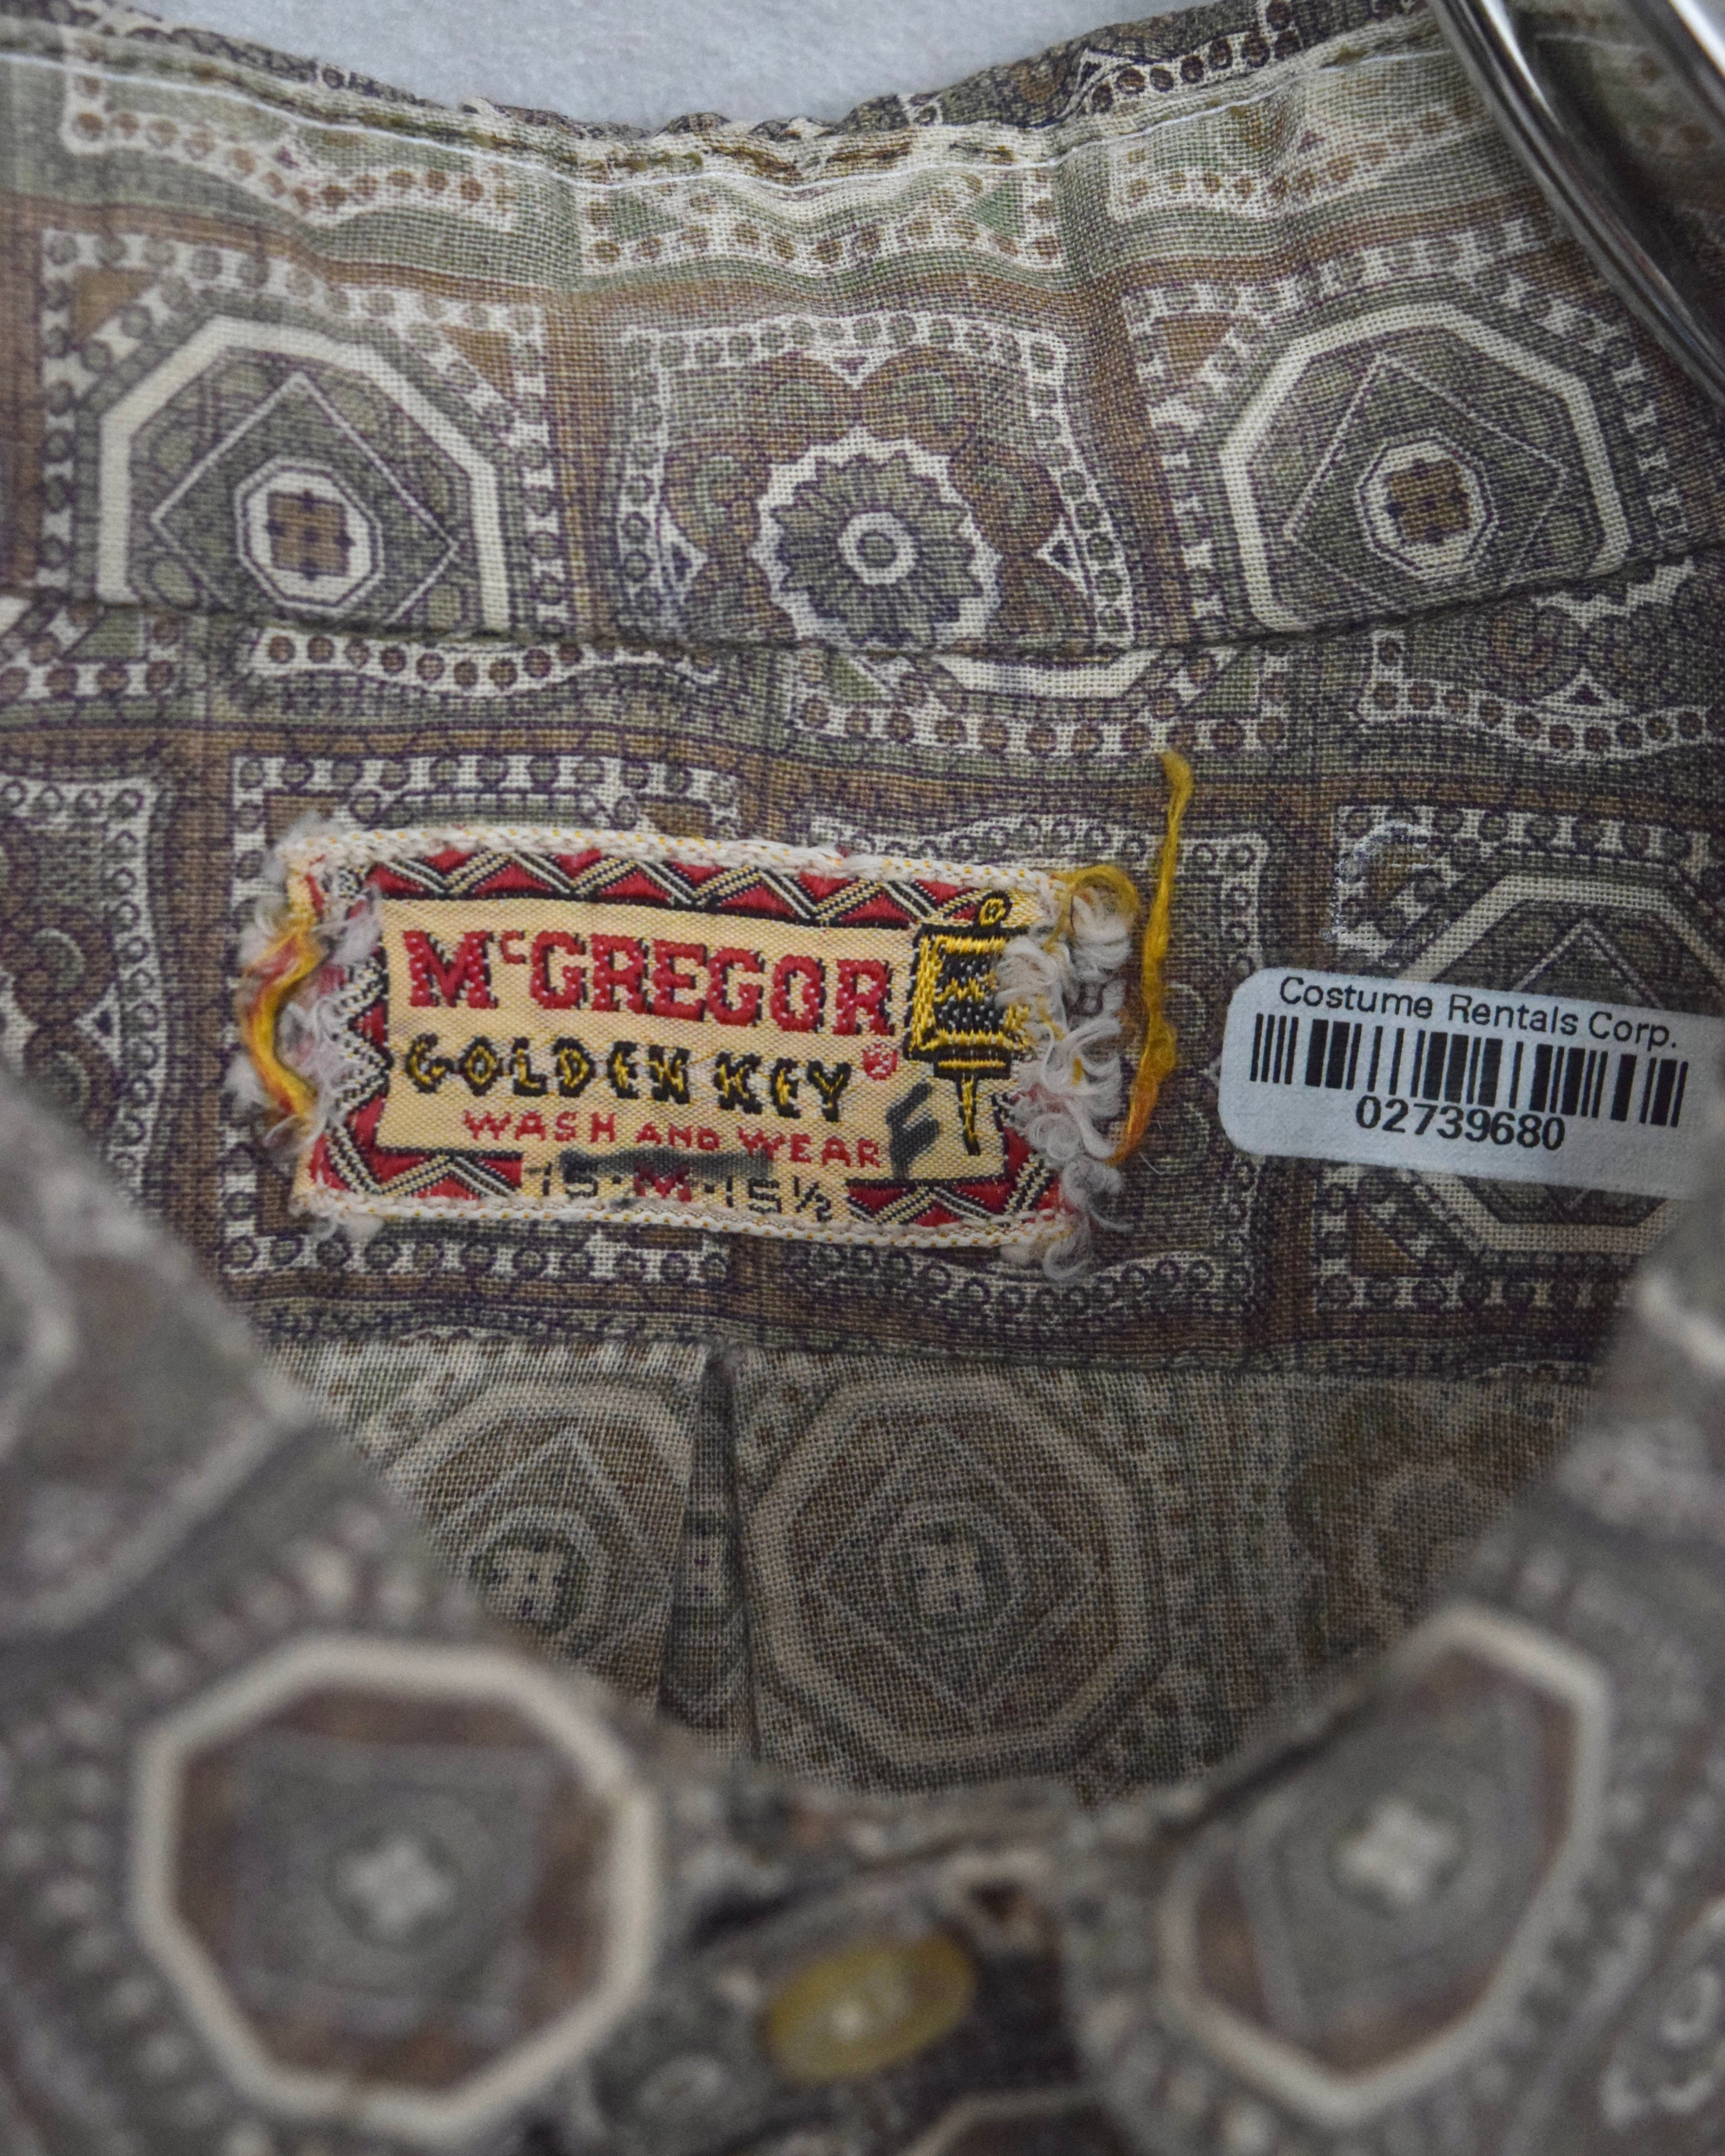 McGREGOR
GOLDEN KEY
WASH AND WEAR F
15·M·15½
Costume Rentals Corp.
02739680